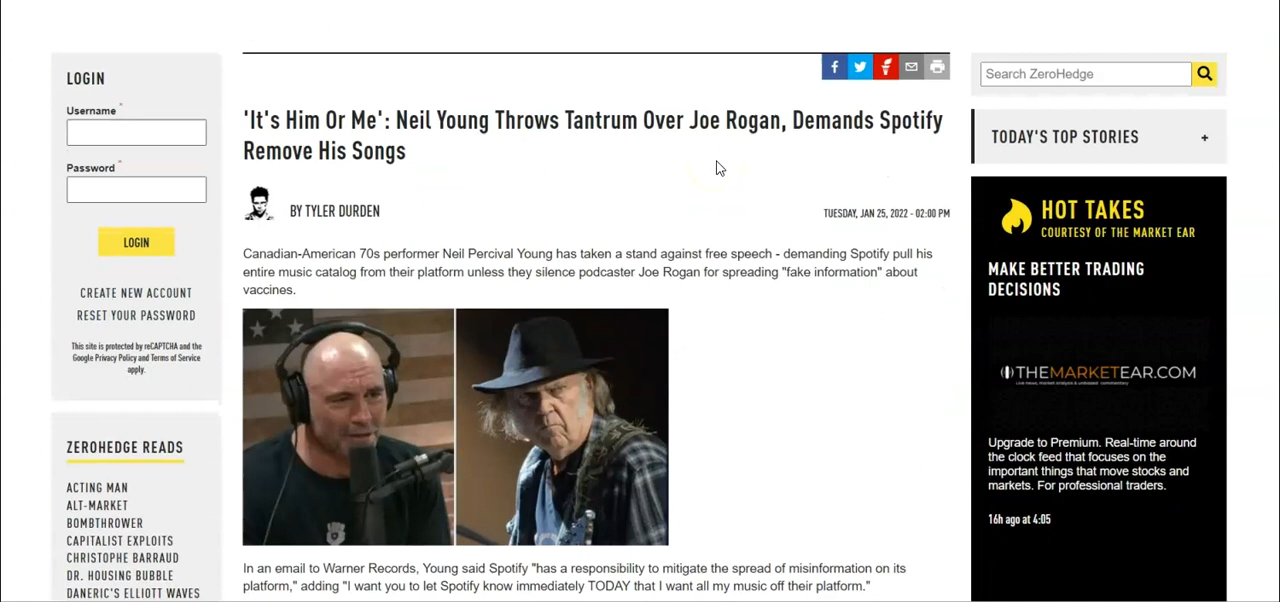 LOGIN
Username *
Password *
LOGIN
CREATE NEW ACCOUNT
RESET YOUR PASSWORD
This site is protected by reCAPTCHA and the
Google Privacy Policy and Terms of Service
apply.
ZEROHEDGE READS
ACTING MAN
ALT-MARKET
BOMBTHROWER
CAPITALIST EXPLOITS
CHRISTOPHE BARRAUD
DR. HOUSING BUBBLE
DANERIC'S ELLIOTT WAVES
'It's Him Or Me': Neil Young Throws Tantrum Over Joe Rogan, Demands Spotify
Remove His Songs
BY TYLER DURDEN
TUESDAY, JAN 25, 2022 - 02:00 PM
Canadian-American 70s performer Neil Percival Young has taken a stand against free speech - demanding Spotify pull his
entire music catalog from their platform unless they silence podcaster Joe Rogan for spreading "fake information" about
vaccines.
In an email to Warner Records, Young said Spotify "has a responsibility to mitigate the spread of misinformation on its
platform," adding "I want you to let Spotify know immediately TODAY that I want all my music off their platform."
Search ZeroHedge
TODAY'S TOP STORIES +
HOT TAKES
COURTESY OF THE MARKET EAR
MAKE BETTER TRADING
DECISIONS
THEMARKETEAR.COM
Live news, market analysis & unbiased commentary
Upgrade to Premium. Real-time around
the clock feed that focuses on the
important things that move stocks and
markets. For professional traders.
16h ago at 4:05